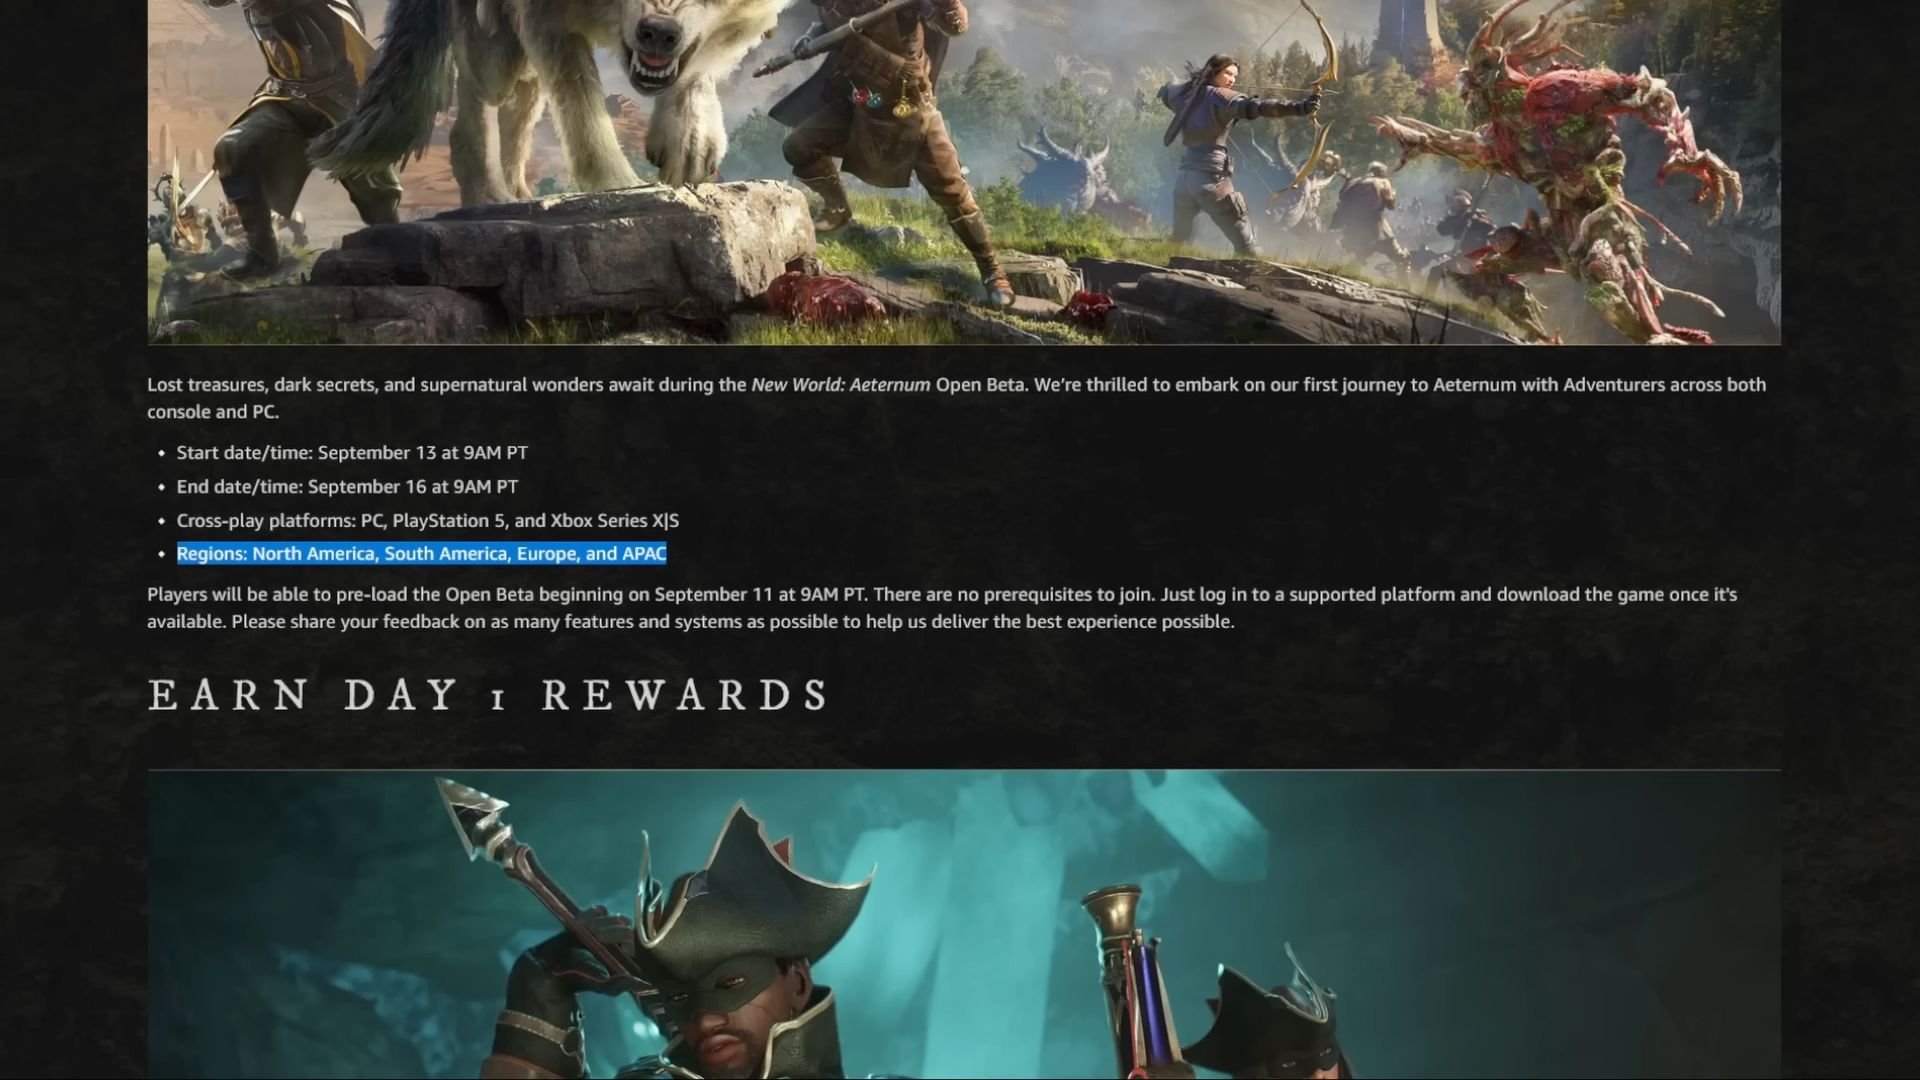 Lost treasures, dark secrets, and supernatural wonders await during the New World: Aeternum Open Beta. We're thrilled to embark on our first journey to Aeternum with Adventurers across both
console and PC.
• Start date/time: September 13 at 9AM PT
• End date/time: September 16 at 9AM PT
• Cross-play platforms: PC, PlayStation 5, and Xbox Series X|S
• Regions: North America, South America, Europe, and APAC
Players will be able to pre-load the Open Beta beginning on September 11 at 9AM PT. There are no prerequisites to join. Just log in to a supported platform and download the game once it's
available. Please share your feedback on as many features and systems as possible to help us deliver the best experience possible.
EARN DAY 1 REWARDS